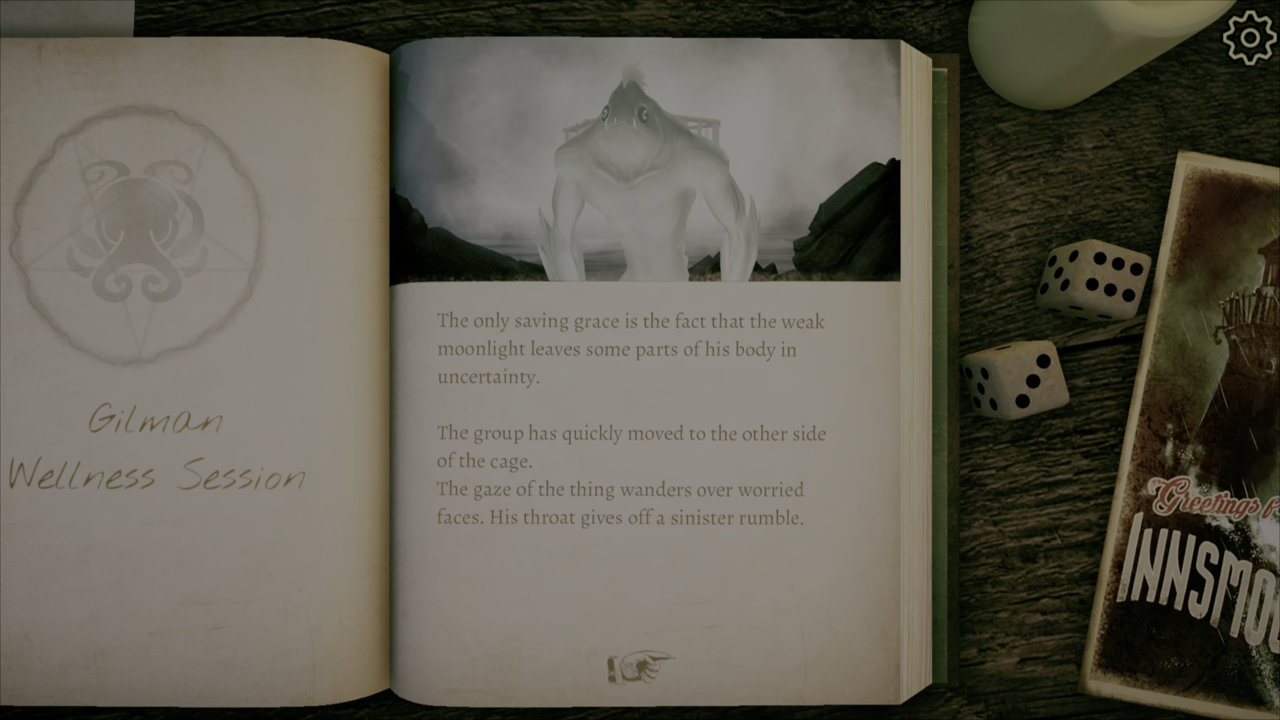 Gilman
Wellness Session
The only saving grace is the fact that the weak
moonlight leaves some parts of his body in
uncertainty.
The group has quickly moved to the other side
of the cage.
The gaze of the thing wanders over worried
faces. His throat gives off a sinister rumble.
Greetings f
INNSMO